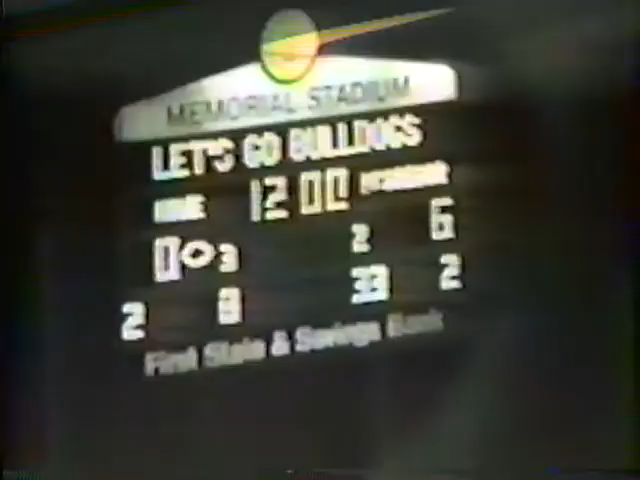 MEMORIAL STADIUM
LET'S GO BULLDOGS
HOME 12 00
0 3 2 6
2 8 33 2
First State & Savings Bank